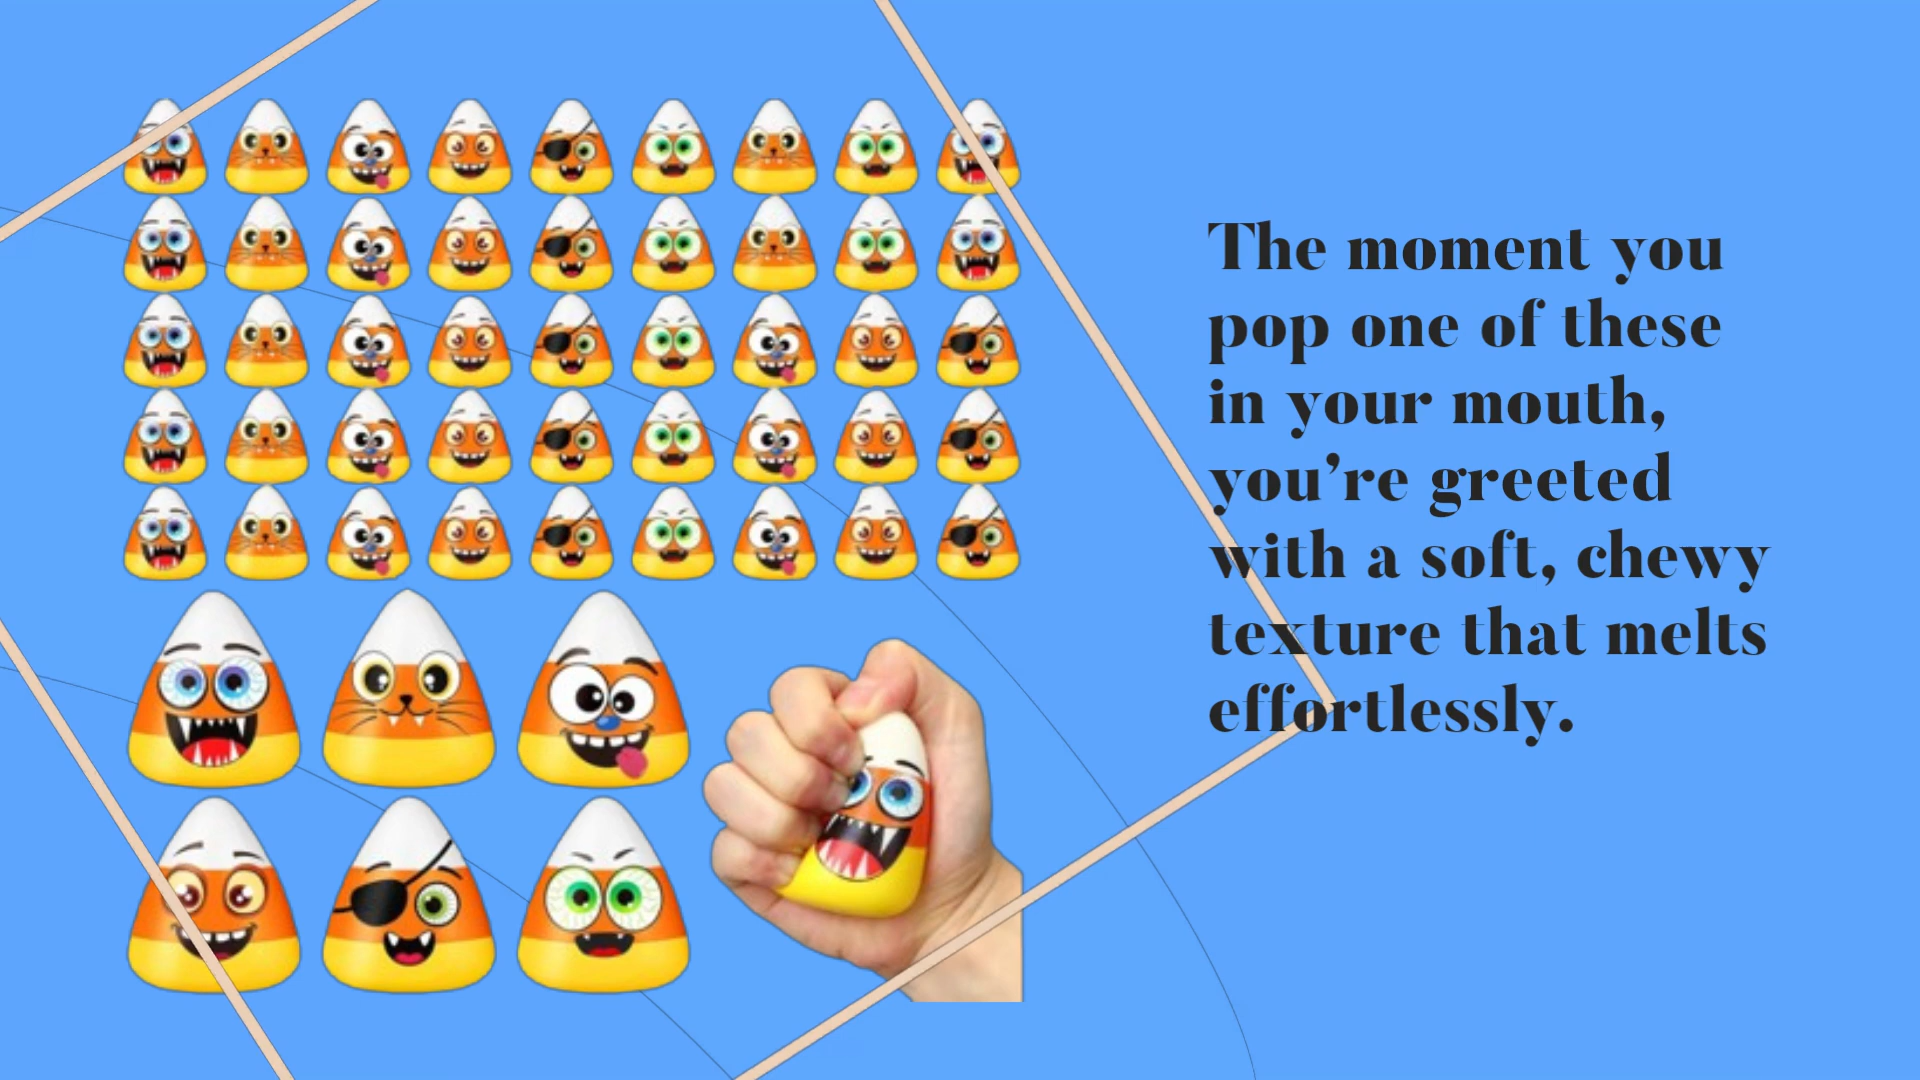 The moment you
pop one of these
in your mouth,
you’re greeted
with a soft, chewy
texture that melts
effortlessly.